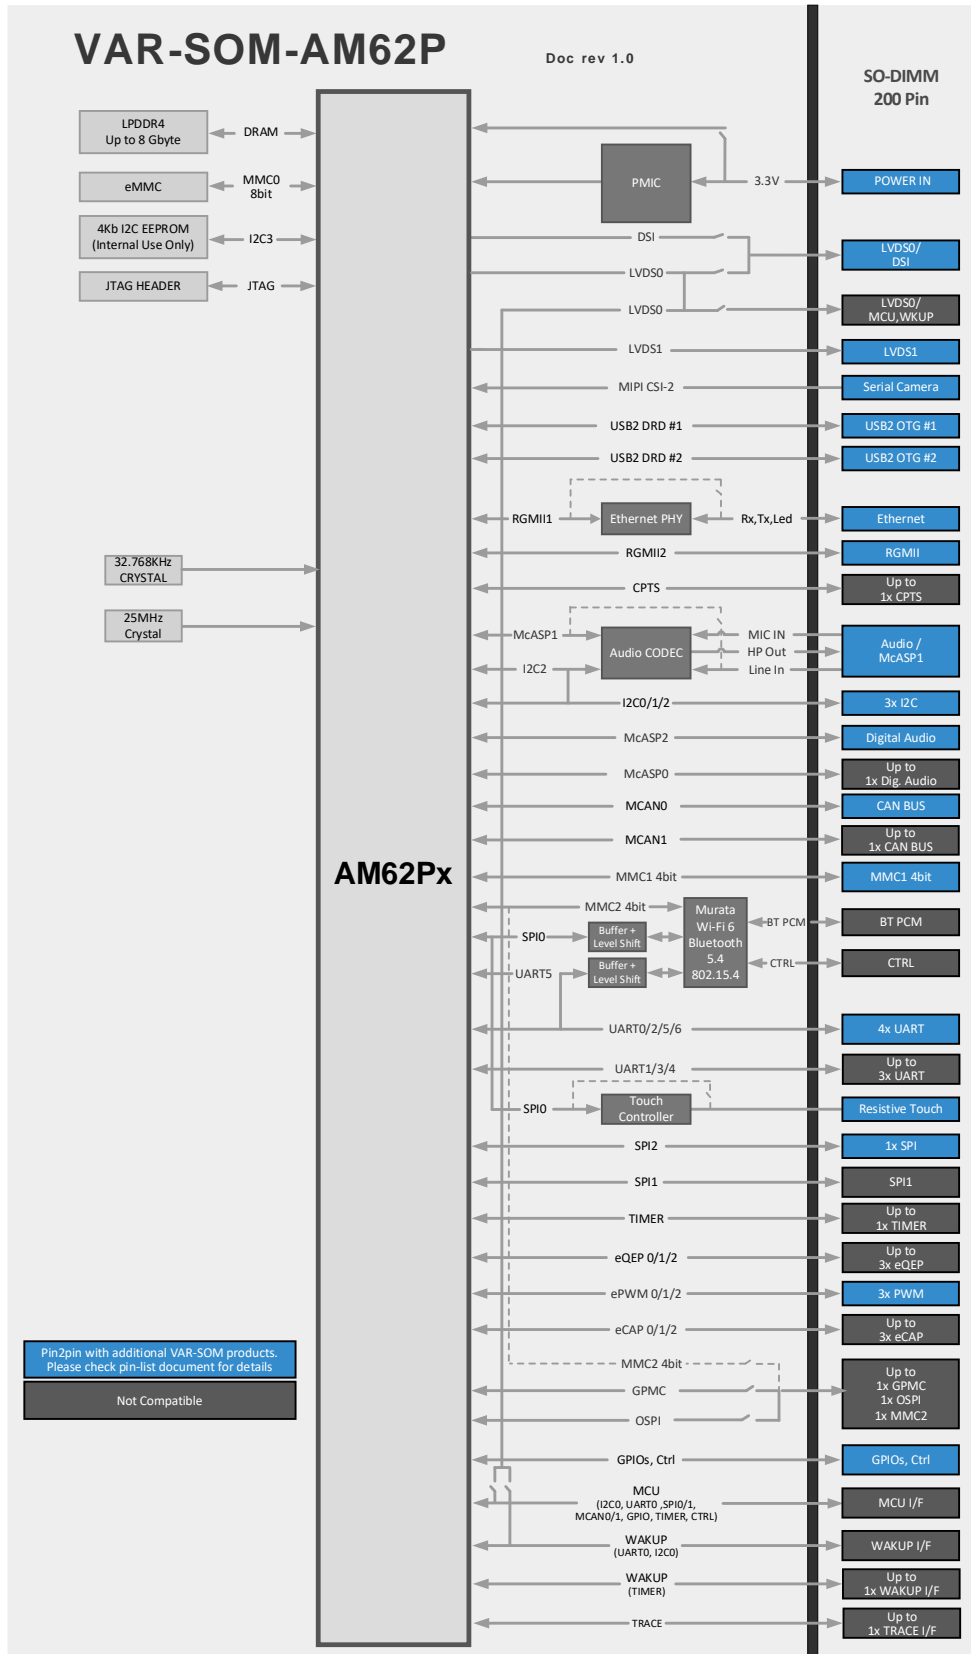 VAR-SOM-AM62P
Doc rev 1.0
SO-DIMM
200 Pin
LPDDR4
Up to 8 Gbyte
DRAM
eMMC
MMC0
8bit
4Kb I2C EEPROM
(Internal Use Only)
I2C3
JTAG HEADER
JTAG
32.768KHz
CRYSTAL
25MHz
Crystal
AM62Px
PMIC
3.3V
POWER IN
DSI
LVDS0
LVDS0/
DSI
LVDS0
LVDS0/
MCU,WKUP
LVDS1
LVDS1
MIPI CSI-2
Serial Camera
USB2 DRD #1
USB2 OTG #1
USB2 DRD #2
USB2 OTG #2
RGMII1
Ethernet PHY
Rx,Tx,Led
Ethernet
RGMII2
RGMII
CPTS
Up to
1x CPTS
McASP1
I2C2
Audio CODEC
MIC IN
HP Out
Line In
Audio /
McASP1
I2C0/1/2
3x I2C
McASP2
Digital Audio
McASP0
Up to
1x Dig. Audio
MCAN0
CAN BUS
MCAN1
Up to
1x CAN BUS
MMC1 4bit
MMC1 4bit
MMC2 4bit
SPI0
Buffer +
Level Shift
UART5
Buffer +
Level Shift
Murata
Wi-Fi 6
Bluetooth
5.4
802.15.4
BT PCM
BT PCM
CTRL
CTRL
UART0/2/5/6
4x UART
UART1/3/4
Up to
3x UART
SPI0
Touch
Controller
Resistive Touch
SPI2
1x SPI
SPI1
SPI1
TIMER
Up to
1x TIMER
eQEP 0/1/2
Up to
3x eQEP
ePWM 0/1/2
3x PWM
eCAP 0/1/2
Up to
3x eCAP
MMC2 4bit
GPMC
OSPI
Up to
1x GPMC
1x OSPI
1x MMC2
GPIOs, Ctrl
GPIOs, Ctrl
MCU
(I2C0, UART0 ,SPI0/1,
MCAN0/1, GPIO, TIMER, CTRL)
MCU I/F
WAKUP
(UART0, I2C0)
WAKUP I/F
WAKUP
(TIMER)
Up to
1x WAKUP I/F
TRACE
Up to
1x TRACE I/F
Pin2pin with additional VAR-SOM products.
Please check pin-list document for details
Not Compatible